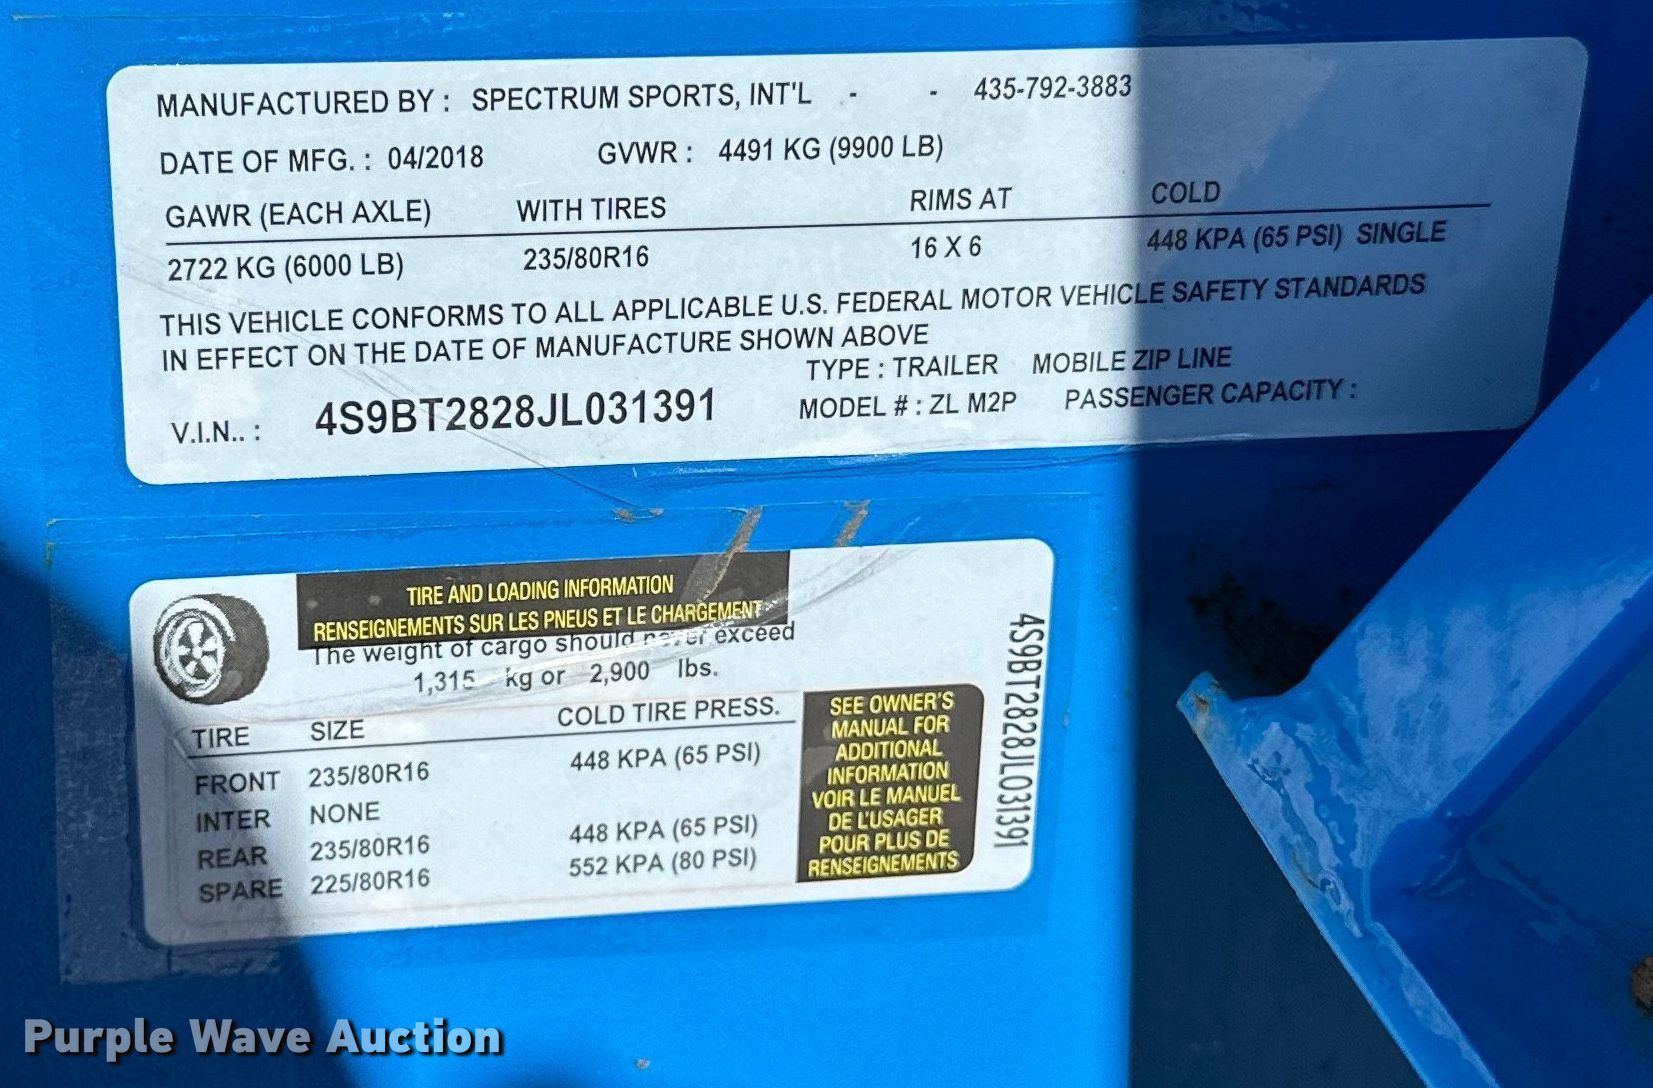 MANUFACTURED BY : SPECTRUM SPORTS, INT'L - - 435-792-3883
DATE OF MFG. : 04/2018 GVWR : 4491 KG (9900 LB)
GAWR (EACH AXLE) WITH TIRES RIMS AT COLD
2722 KG (6000 LB) 235/80R16 16 X 6 448 KPA (65 PSI) SINGLE
THIS VEHICLE CONFORMS TO ALL APPLICABLE U.S. FEDERAL MOTOR VEHICLE SAFETY STANDARDS
IN EFFECT ON THE DATE OF MANUFACTURE SHOWN ABOVE
TYPE : TRAILER MOBILE ZIP LINE
V.I.N.. : 4S9BT2828JL031391 MODEL # : ZL M2P PASSENGER CAPACITY :
TIRE AND LOADING INFORMATION
RENSEIGNEMENTS SUR LES PNEUS ET LE CHARGEMENT
The weight of cargo should never exceed
1,315 kg or 2,900 lbs.
TIRE SIZE COLD TIRE PRESS.
FRONT 235/80R16 448 KPA (65 PSI)
INTER NONE
REAR 235/80R16 448 KPA (65 PSI)
SPARE 225/80R16 552 KPA (80 PSI)
SEE OWNER'S
MANUAL FOR
ADDITIONAL
INFORMATION
VOIR LE MANUEL
DE L'USAGER
POUR PLUS DE
RENSEIGNEMENTS
4S9BT2828JL031391
Purple Wave Auction